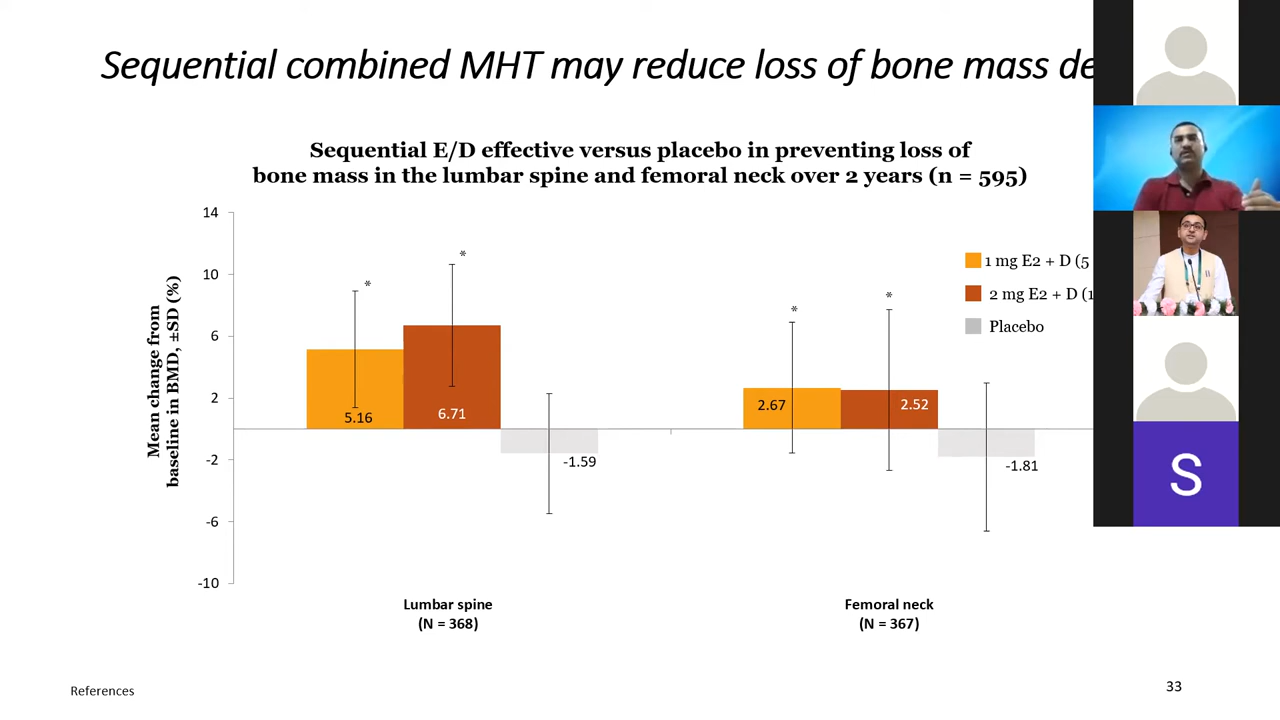 Sequential combined MHT may reduce loss of bone mass
Sequential E/D effective versus placebo in preventing loss of
bone mass in the lumbar spine and femoral neck over 2 years (n = 595)
Mean change from
baseline in BMD, ±SD (%)
14
10
6
2
-2
-6
-10
*
*
5.16
6.71
-1.59
*
*
2.67
2.52
-1.81
1 mg E2 + D (5
2 mg E2 + D (1
Placebo
Lumbar spine
(N = 368)
Femoral neck
(N = 367)
S
References
33